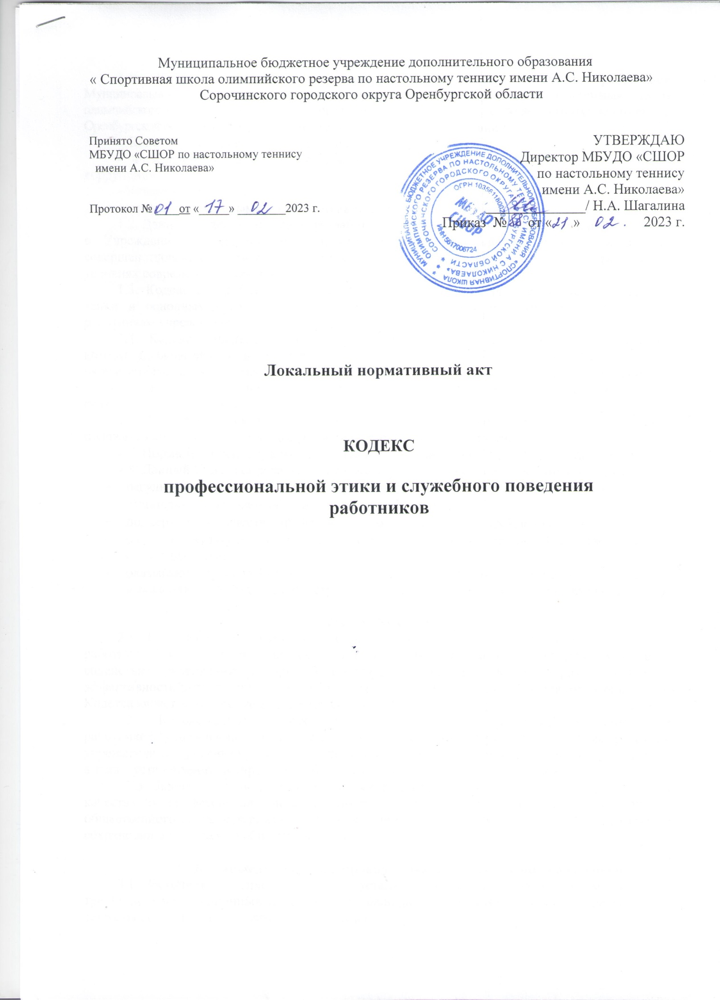 Муниципальное бюджетное учреждение дополнительного образования
« Спортивная школа олимпийского резерва по настольному теннису имени А.С. Николаева»
Сорочинского городского округа Оренбургской области
Принято Советом
МБУДО «СШОР по настольному теннису
имени А.С. Николаева»
Протокол № 01 от « 17 » 02 2023 г.
УТВЕРЖДАЮ
Директор МБУДО «СШОР
по настольному теннису
имени А.С. Николаева»
/ Н.А. Шагалина
Приказ № 88 от «21 » 02 . 2023 г.
МУНИЦИПАЛЬНОЕ БЮДЖЕТНОЕ УЧРЕЖДЕНИЕ ДОПОЛНИТЕЛЬНОГО ОБРАЗОВАНИЯ «СПОРТИВНАЯ ШКОЛА
ОЛИМПИЙСКОГО РЕЗЕРВА ПО НАСТОЛЬНОМУ ТЕННИСУ ИМЕНИ А С НИКОЛАЕВА»
СОРОЧИНСКОГО ГОРОДСКОГО ОКРУГА ОРЕНБУРГСКОЙ ОБЛАСТИ
ОГРН
МБУДО
СШОР
ИНН 5617006724
Локальный нормативный акт
КОДЕКС
профессиональной этики и служебного поведения
работников